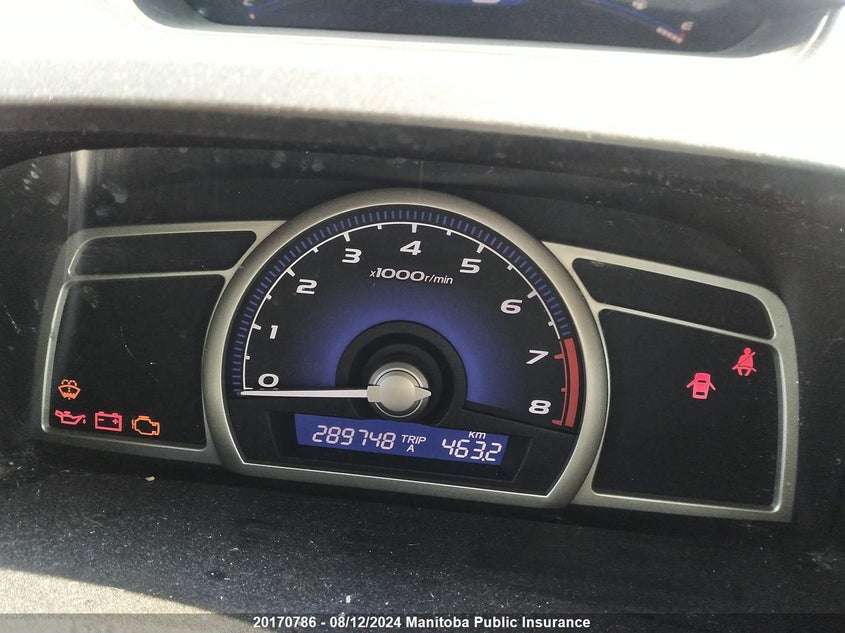 0 1 2 3 4 5 6 7 8
x1000r/min
289748 TRIP A 463.2 KM
20170786 - 08/12/2024 Manitoba Public Insurance